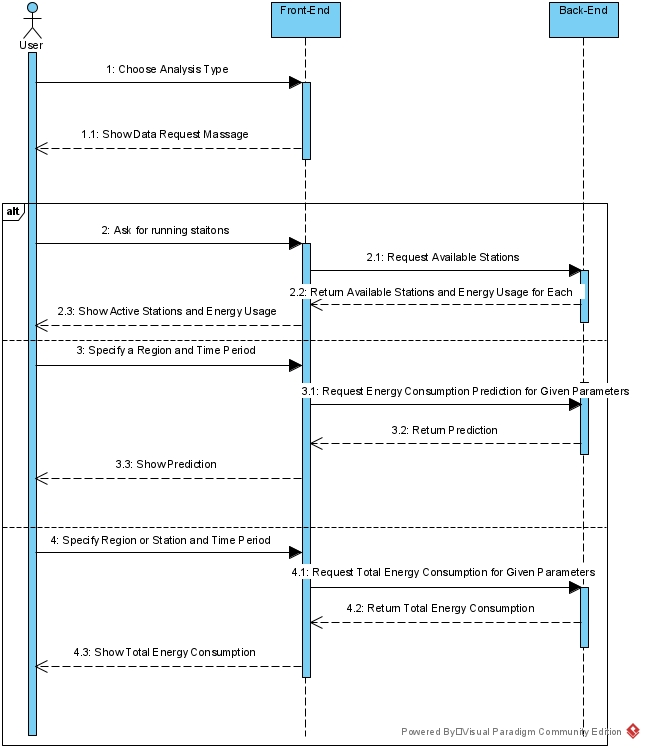 Front-End
Back-End
User
1: Choose Analysis Type
1.1: Show Data Request Massage
alt
2: Ask for running staitons
2.1: Request Available Stations
2.2: Return Available Stations and Energy Usage for Each
2.3: Show Active Stations and Energy Usage
3: Specify a Region and Time Period
3.1: Request Energy Consumption Prediction for Given Parameters
3.2: Return Prediction
3.3: Show Prediction
4: Specify Region or Station and Time Period
4.1: Request Total Energy Consumption for Given Parameters
4.2: Return Total Energy Consumption
4.3: Show Total Energy Consumption
Powered By Visual Paradigm Community Edition